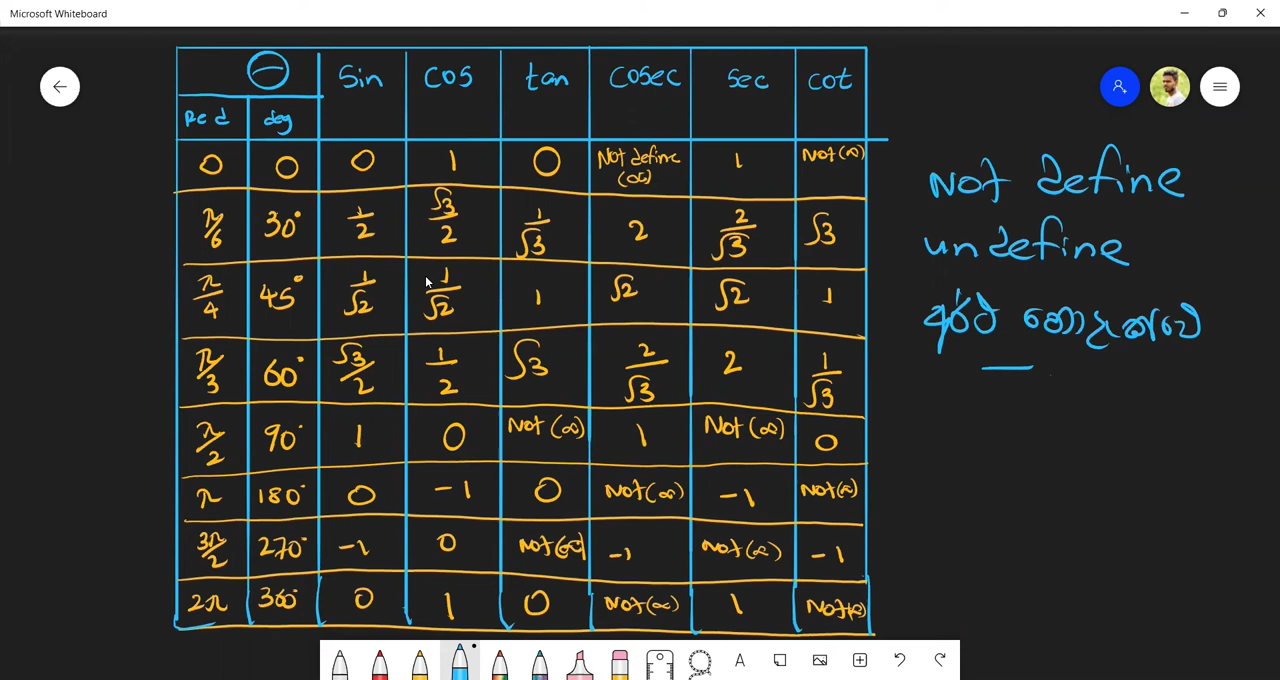 Microsoft Whiteboard
θ sin cos tan cosec sec cot
Red deg
0 0 0 1 0 Not define (∞) 1 Not (∞)
π/6 30° 1/2 √3/2 1/√3 2 2/√3 √3
π/4 45° 1/√2 1/√2 1 √2 √2 1
π/3 60° √3/2 1/2 √3 2/√3 2 1/√3
π/2 90° 1 0 Not (∞) 1 Not (∞) 0
π 180° 0 -1 0 Not (∞) -1 Not (∞)
3π/2 270° -1 0 Not (∞) -1 Not (∞) -1
2π 360° 0 1 0 Not (∞) 1 Not (∞)
Not define
undefine
A